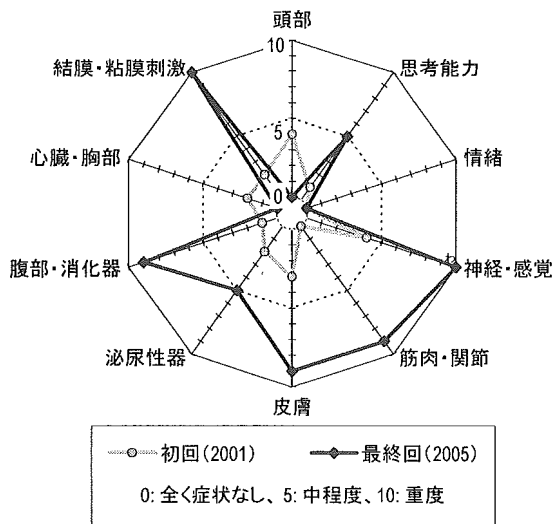 頭部
10
結膜・粘膜刺激
思考能力
5
心臓・胸部
情緒
0
腹部・消化器
神経・感覚
泌尿性器
筋肉・関節
皮膚
初回(2001)
最終回(2005)
0: 全く症状なし、5: 中程度、10: 重度